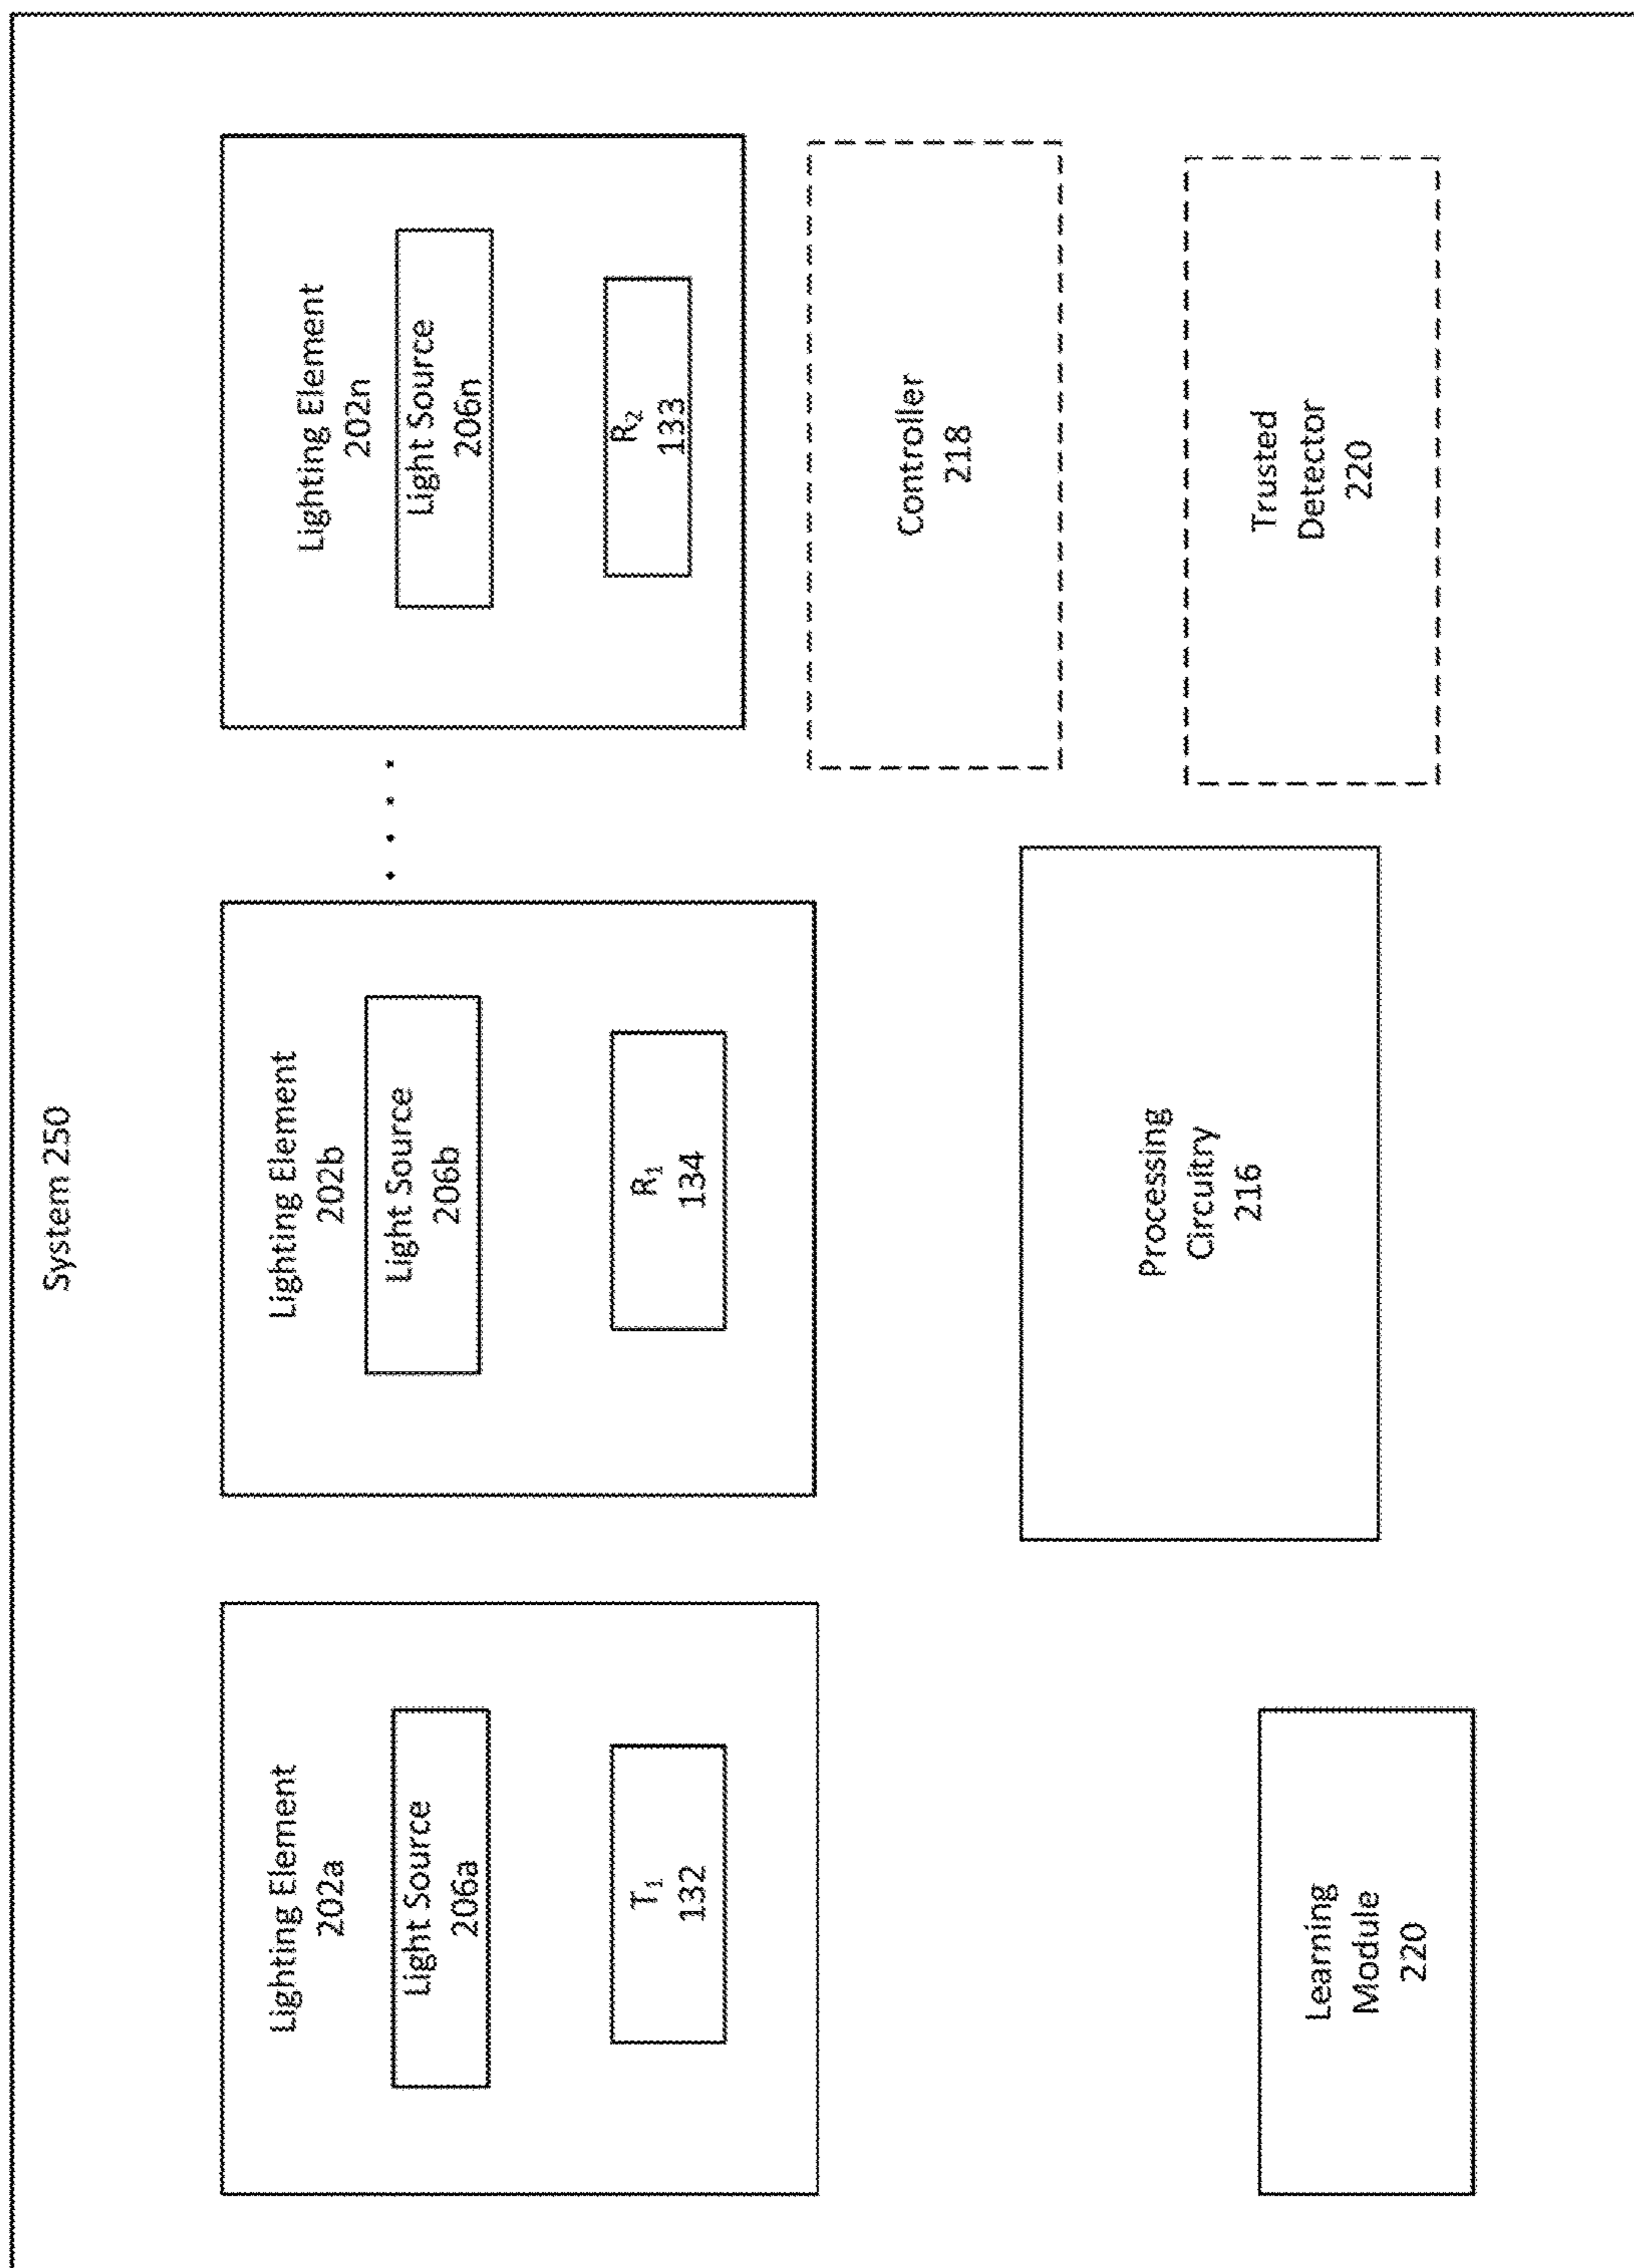 System 250
Lighting Element
202a
Light Source
206a
T₁
132
Lighting Element
202b
Light Source
206b
R₁
134
Lighting Element
202n
Light Source
206n
R₂
133
Learning
Module
220
Processing
Circuitry
216
Controller
218
Trusted
Detector
220